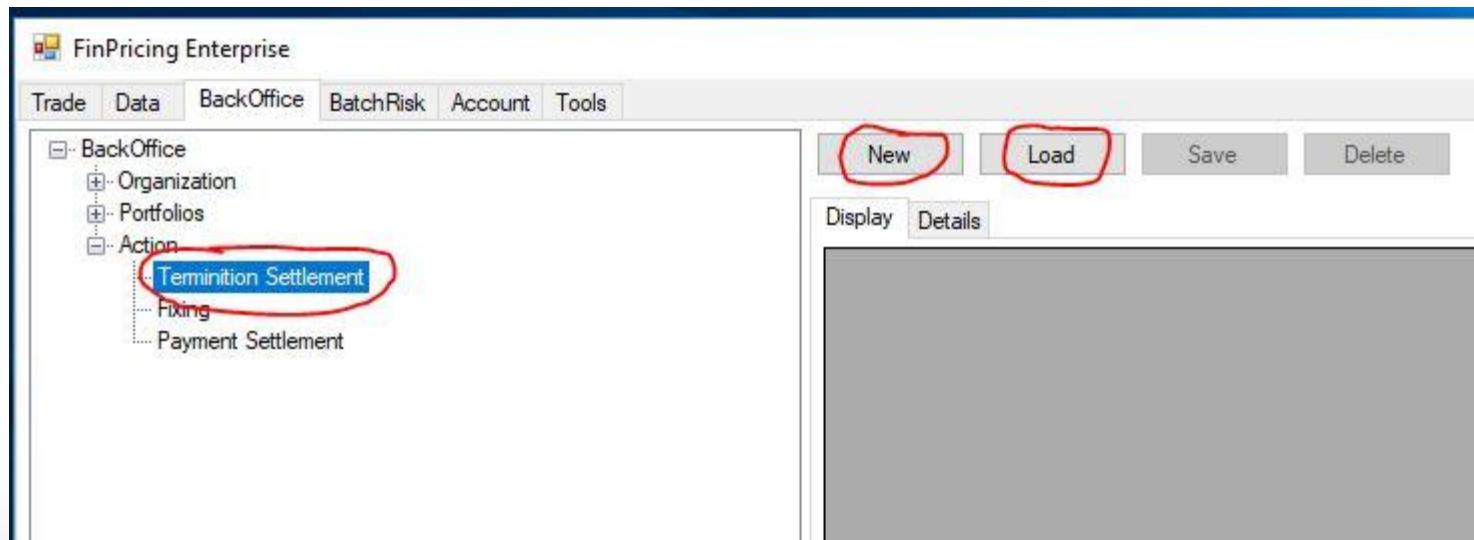 FinPricing Enterprise
Trade Data BackOffice BatchRisk Account Tools
BackOffice
Organization
Portfolios
Action
Terminition Settlement
Fixing
Payment Settlement
New Load Save Delete
Display Details